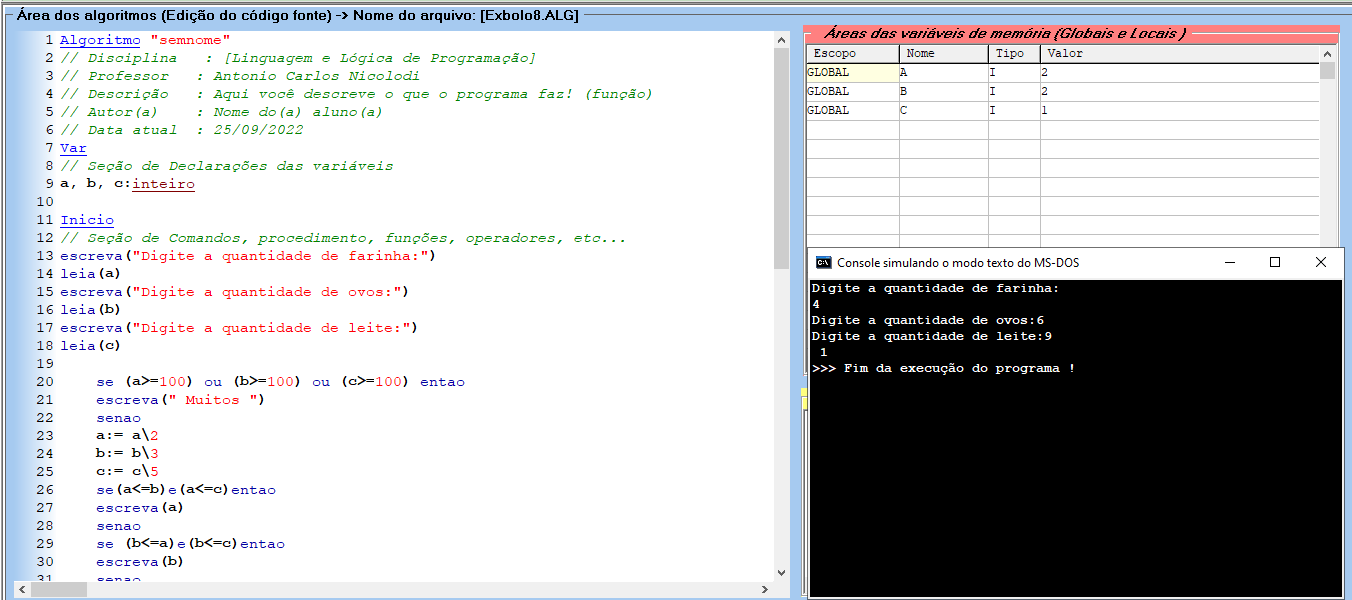 Área dos algoritmos (Edição do código fonte) -> Nome do arquivo: [Exbolo8.ALG]
1 Algoritmo "semnome"
2 // Disciplina : [Linguagem e Lógica de Programação]
3 // Professor : Antonio Carlos Nicolodi
4 // Descrição : Aqui você descreve o que o programa faz! (função)
5 // Autor(a) : Nome do(a) aluno(a)
6 // Data atual : 25/09/2022
7 Var
8 // Seção de Declarações das variáveis
9 a, b, c:inteiro
10
11 Inicio
12 // Seção de Comandos, procedimento, funções, operadores, etc...
13 escreva("Digite a quantidade de farinha:")
14 leia(a)
15 escreva("Digite a quantidade de ovos:")
16 leia(b)
17 escreva("Digite a quantidade de leite:")
18 leia(c)
19
20 se (a>=100) ou (b>=100) ou (c>=100) entao
21 escreva(" Muitos ")
22 senao
23 a:= a\2
24 b:= b\3
25 c:= c\5
26 se(a<=b)e(a<=c)entao
27 escreva(a)
28 senao
29 se (b<=a)e(b<=c)entao
30 escreva(b)
31 senao
Áreas das variáveis de memória (Globais e Locais )
Escopo Nome Tipo Valor
GLOBAL A I 2
GLOBAL B I 2
GLOBAL C I 1
Console simulando o modo texto do MS-DOS
Digite a quantidade de farinha:
4
Digite a quantidade de ovos:6
Digite a quantidade de leite:9
1
>>> Fim da execução do programa !